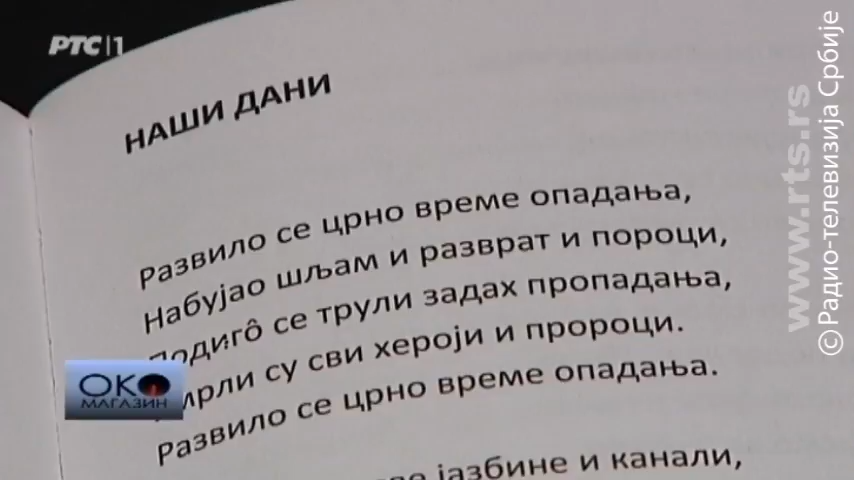 РТС|1
НАШИ ДАНИ
Развило се црно време опадања,
Набујао шљам и разврат и пороци,
Подигô се трули задах пропадања,
су сви хероји и пророци.
Развило се црно време опадања.
јазбине и канали,
ОКО
МАГАЗИН
www.rts.rs
©Радио-телевизија Србије